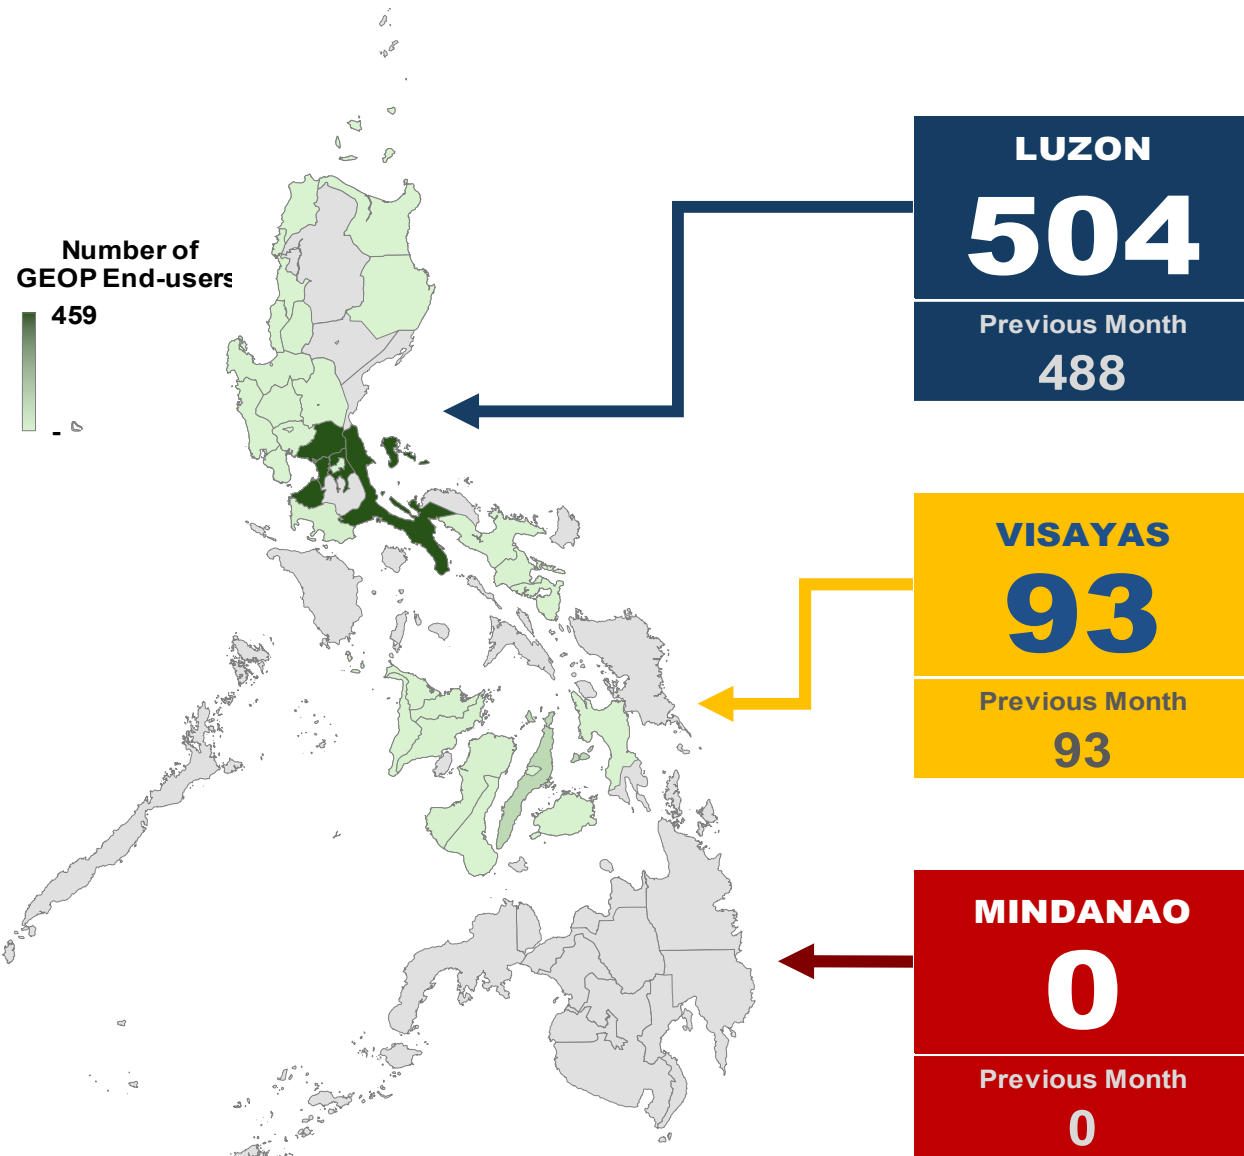 Number of
GEOP End-users
459
-
LUZON
504
Previous Month
488
VISAYAS
93
Previous Month
93
MINDANAO
0
Previous Month
0